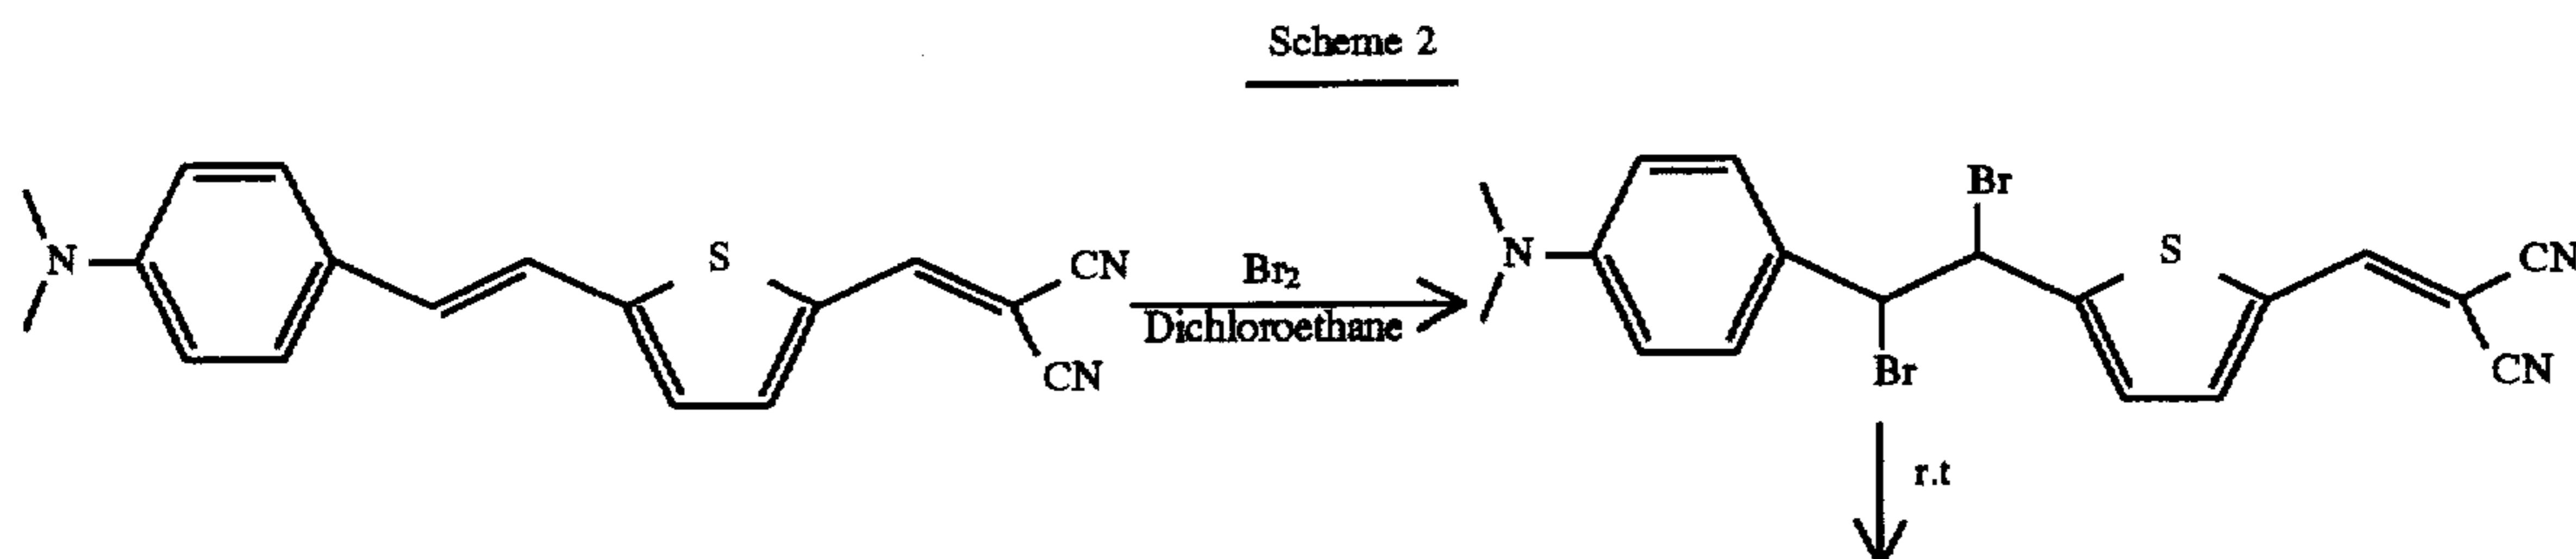 Scheme 2
N
S
CN
CN
Br₂
Dichloroethane
N
Br
Br
S
CN
CN
r.t